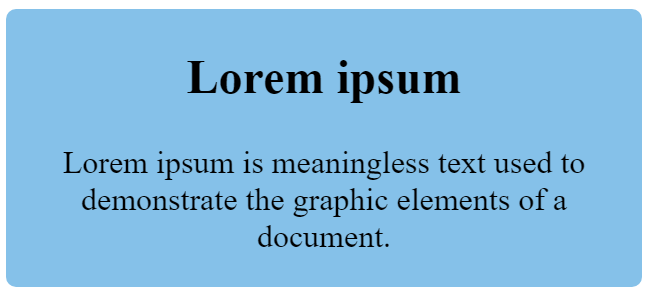 Lorem ipsum
Lorem ipsum is meaningless text used to
demonstrate the graphic elements of a
document.